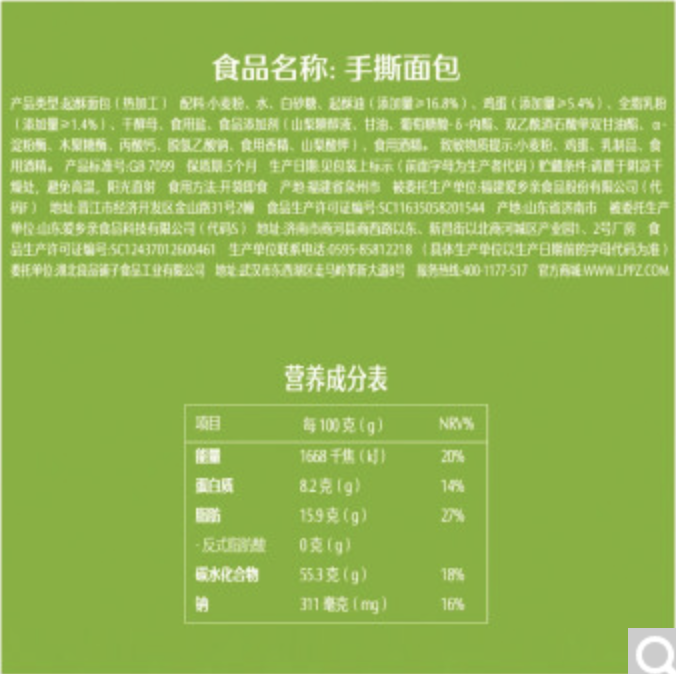 食品名称: 手撕面包
产品类型:起酥面包（热加工） 配料:小麦粉、水、白砂糖、起酥油（添加量≥16.8%）、鸡蛋（添加量≥5.4%）、全脂乳粉
（添加量≥1.4%）、干酵母、食用盐、食品添加剂（山梨糖醇液、甘油、葡萄糖酸-δ-内酯、双乙酰酒石酸单双甘油酯、α-
淀粉酶、木聚糖酶、丙酸钙、脱氢乙酸钠、食用香精、山梨酸钾）、食用酒精。 致敏物质提示:小麦粉、鸡蛋、乳制品、食
用酒精。 产品标准号:GB 7099 保质期:5个月 生产日期:见包装上标示（前面字母为生产者代码）贮藏条件:请置于阴凉干
燥处，避免高温、阳光直射 食用方法:开袋即食 产地:福建省泉州市 被委托生产单位:福建爱乡亲食品股份有限公司（代
码F） 地址:晋江市经济开发区金山路31号2幢 食品生产许可证编号:SC11635058201544 产地:山东省济南市 被委托生产
单位:山东爱乡亲食品科技有限公司（代码S） 地址:济南市商河县商西路以东、新昌街以北商河城区产业园1、2号厂房 食
品生产许可证编号:SC12437012600461 生产单位联系电话:0595-85812218 （具体生产单位以生产日期前的字母代码为准）
委托单位:湖北良品铺子食品工业有限公司 地址:武汉市东西湖区走马岭革新大道8号 服务热线:400-1177-517 官方商城:WWW.LPPZ.COM
营养成分表
项目 每 100 克（g） NRV%
能量 1668 千焦（kJ） 20%
蛋白质 8.2 克（g） 14%
脂肪 15.9 克（g） 27%
- 反式脂肪酸 0 克（g）
碳水化合物 55.3 克（g） 18%
钠 311 毫克（mg） 16%